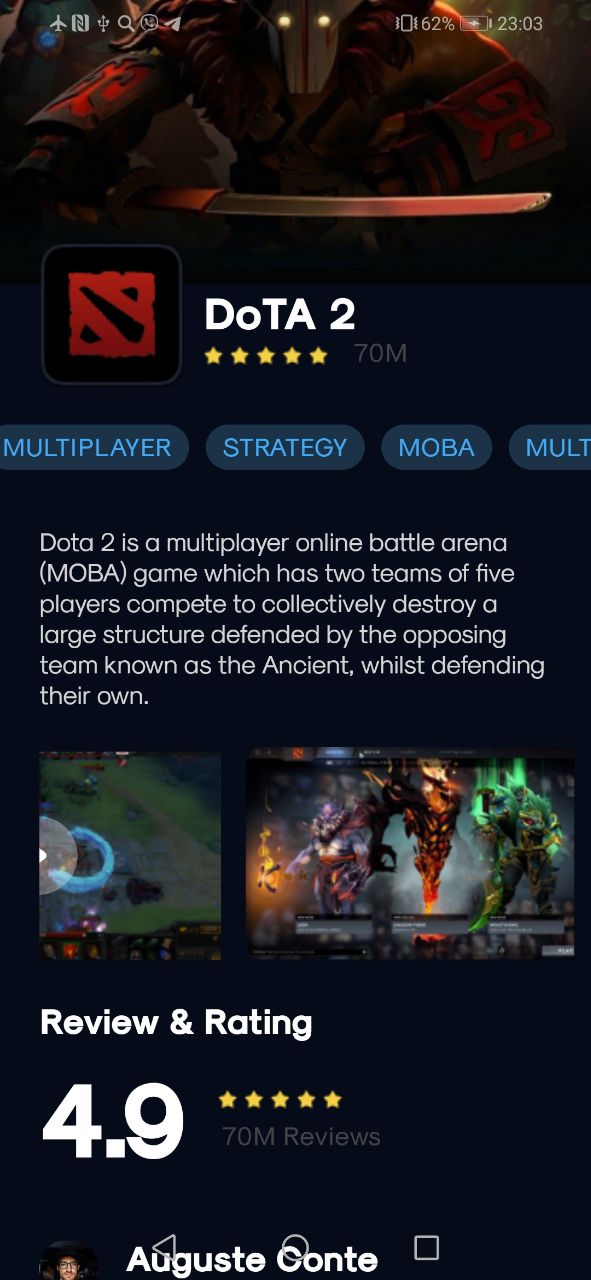 62% 23:03
DoTA 2
70M
MULTIPLAYER STRATEGY MOBA MULT
Dota 2 is a multiplayer online battle arena
(MOBA) game which has two teams of five
players compete to collectively destroy a
large structure defended by the opposing
team known as the Ancient, whilst defending
their own.
PLAY
Review & Rating
4.9
70M Reviews
Auguste Conte